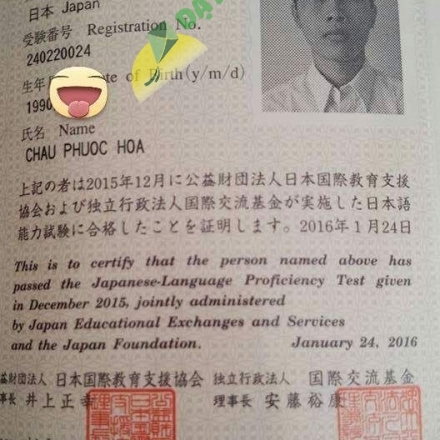 日本 Japan
受験番号 Registration No.
240220024
生年 te of Birth(y/m/d)
1990
氏名 Name
CHAU PHUOC HOA
上記の者は2015年12月に公益財団法人日本国際教育支援
協会および独立行政法人国際交流基金が実施した日本語
能力試験に合格したことを証明します。2016年1月24日
This is to certify that the person named above has
passed the Japanese-Language Proficiency Test given
in December 2015, jointly administered
by Japan Educational Exchanges and Services
and the Japan Foundation. January 24, 2016
益財団法人 日本国際教育支援協会 独立行政法人 国際交流基金
事長 井上正幸 理事長 安藤裕康